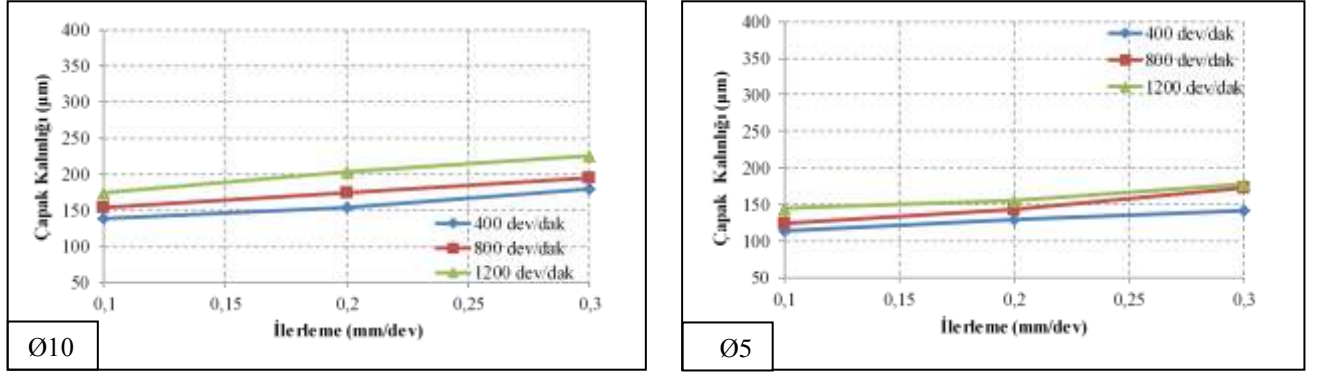 400
350
300
250
200
150
100
50
Çapak Kalınlığı (µm)
0,1 0,15 0,2 0,25 0,3
İlerleme (mm/dev)
400 dev/dak
800 dev/dak
1200 dev/dak
Ø10
400
350
300
250
200
150
100
50
Çapak Kalınlığı (µm)
0,1 0,15 0,2 0,25 0,3
İlerleme (mm/dev)
400 dev/dak
800 dev/dak
1200 dev/dak
Ø5